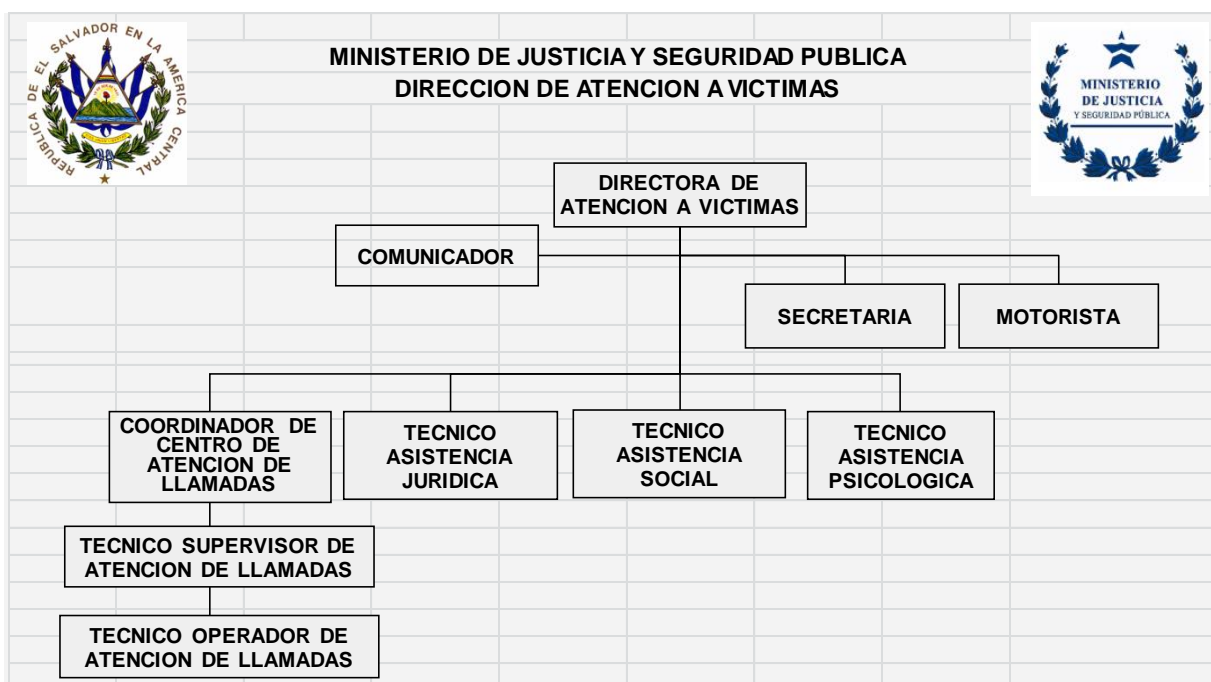 REPUBLICA DE EL SALVADOR EN LA AMERICA CENTRAL
MINISTERIO DE JUSTICIA Y SEGURIDAD PUBLICA
DIRECCION DE ATENCION A VICTIMAS
MINISTERIO
DE JUSTICIA
Y SEGURIDAD PÚBLICA
DIRECTORA DE
ATENCION A VICTIMAS
COMUNICADOR
SECRETARIA
MOTORISTA
COORDINADOR DE
CENTRO DE
ATENCION DE
LLAMADAS
TECNICO
ASISTENCIA
JURIDICA
TECNICO
ASISTENCIA
SOCIAL
TECNICO
ASISTENCIA
PSICOLOGICA
TECNICO SUPERVISOR DE
ATENCION DE LLAMADAS
TECNICO OPERADOR DE
ATENCION DE LLAMADAS